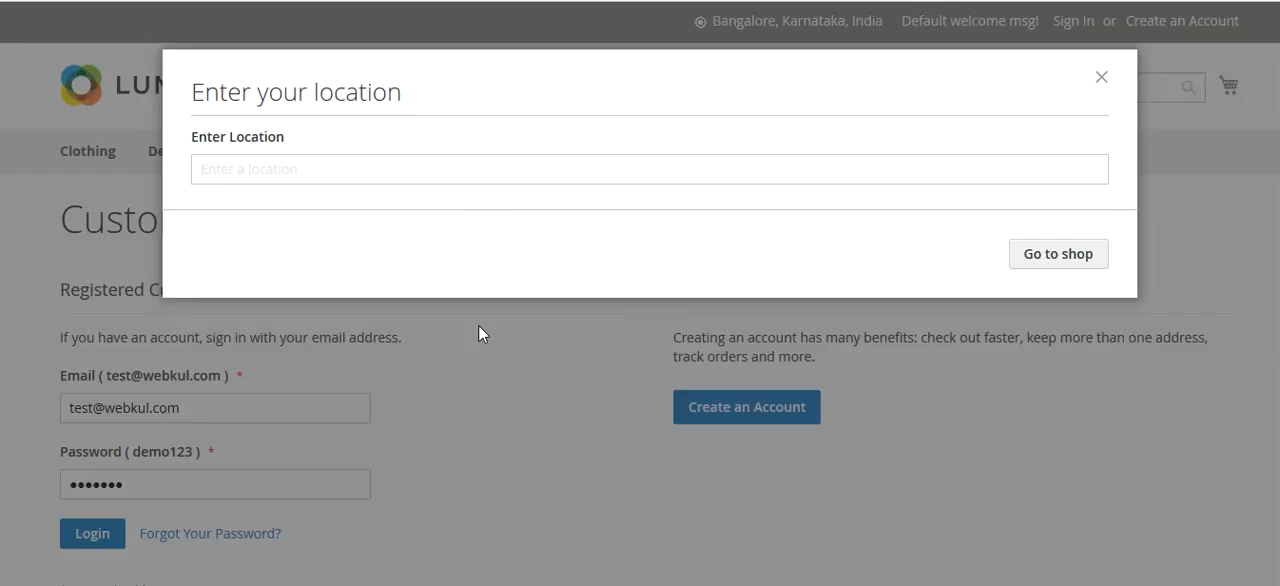 Bangalore, Karnataka, India Default welcome msg! Sign In or Create an Account
LUM
Enter your location
Enter Location
Enter a location
Go to shop
Clothing De
Custo
Registered C
If you have an account, sign in with your email address.
Email ( test@webkul.com ) *
test@webkul.com
Password ( demo123 ) *
•••••••
Login Forgot Your Password?
Creating an account has many benefits: check out faster, keep more than one address,
track orders and more.
Create an Account